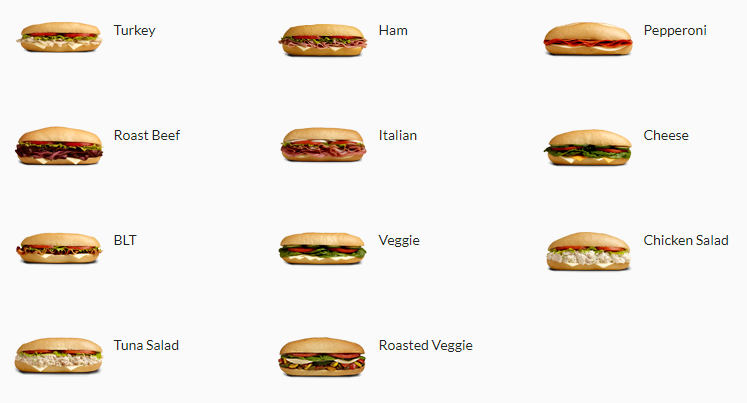 Turkey
Ham
Pepperoni
Roast Beef
Italian
Cheese
BLT
Veggie
Chicken Salad
Tuna Salad
Roasted Veggie